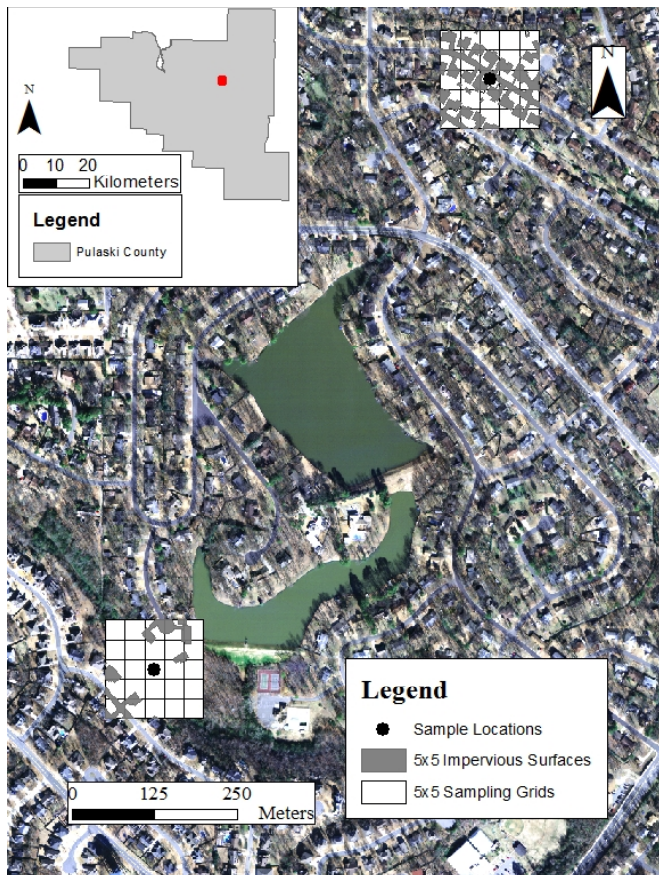 N
0 10 20
Kilometers
Legend
Pulaski County
N
Legend
Sample Locations
5x5 Impervious Surfaces
5x5 Sampling Grids
0 125 250
Meters